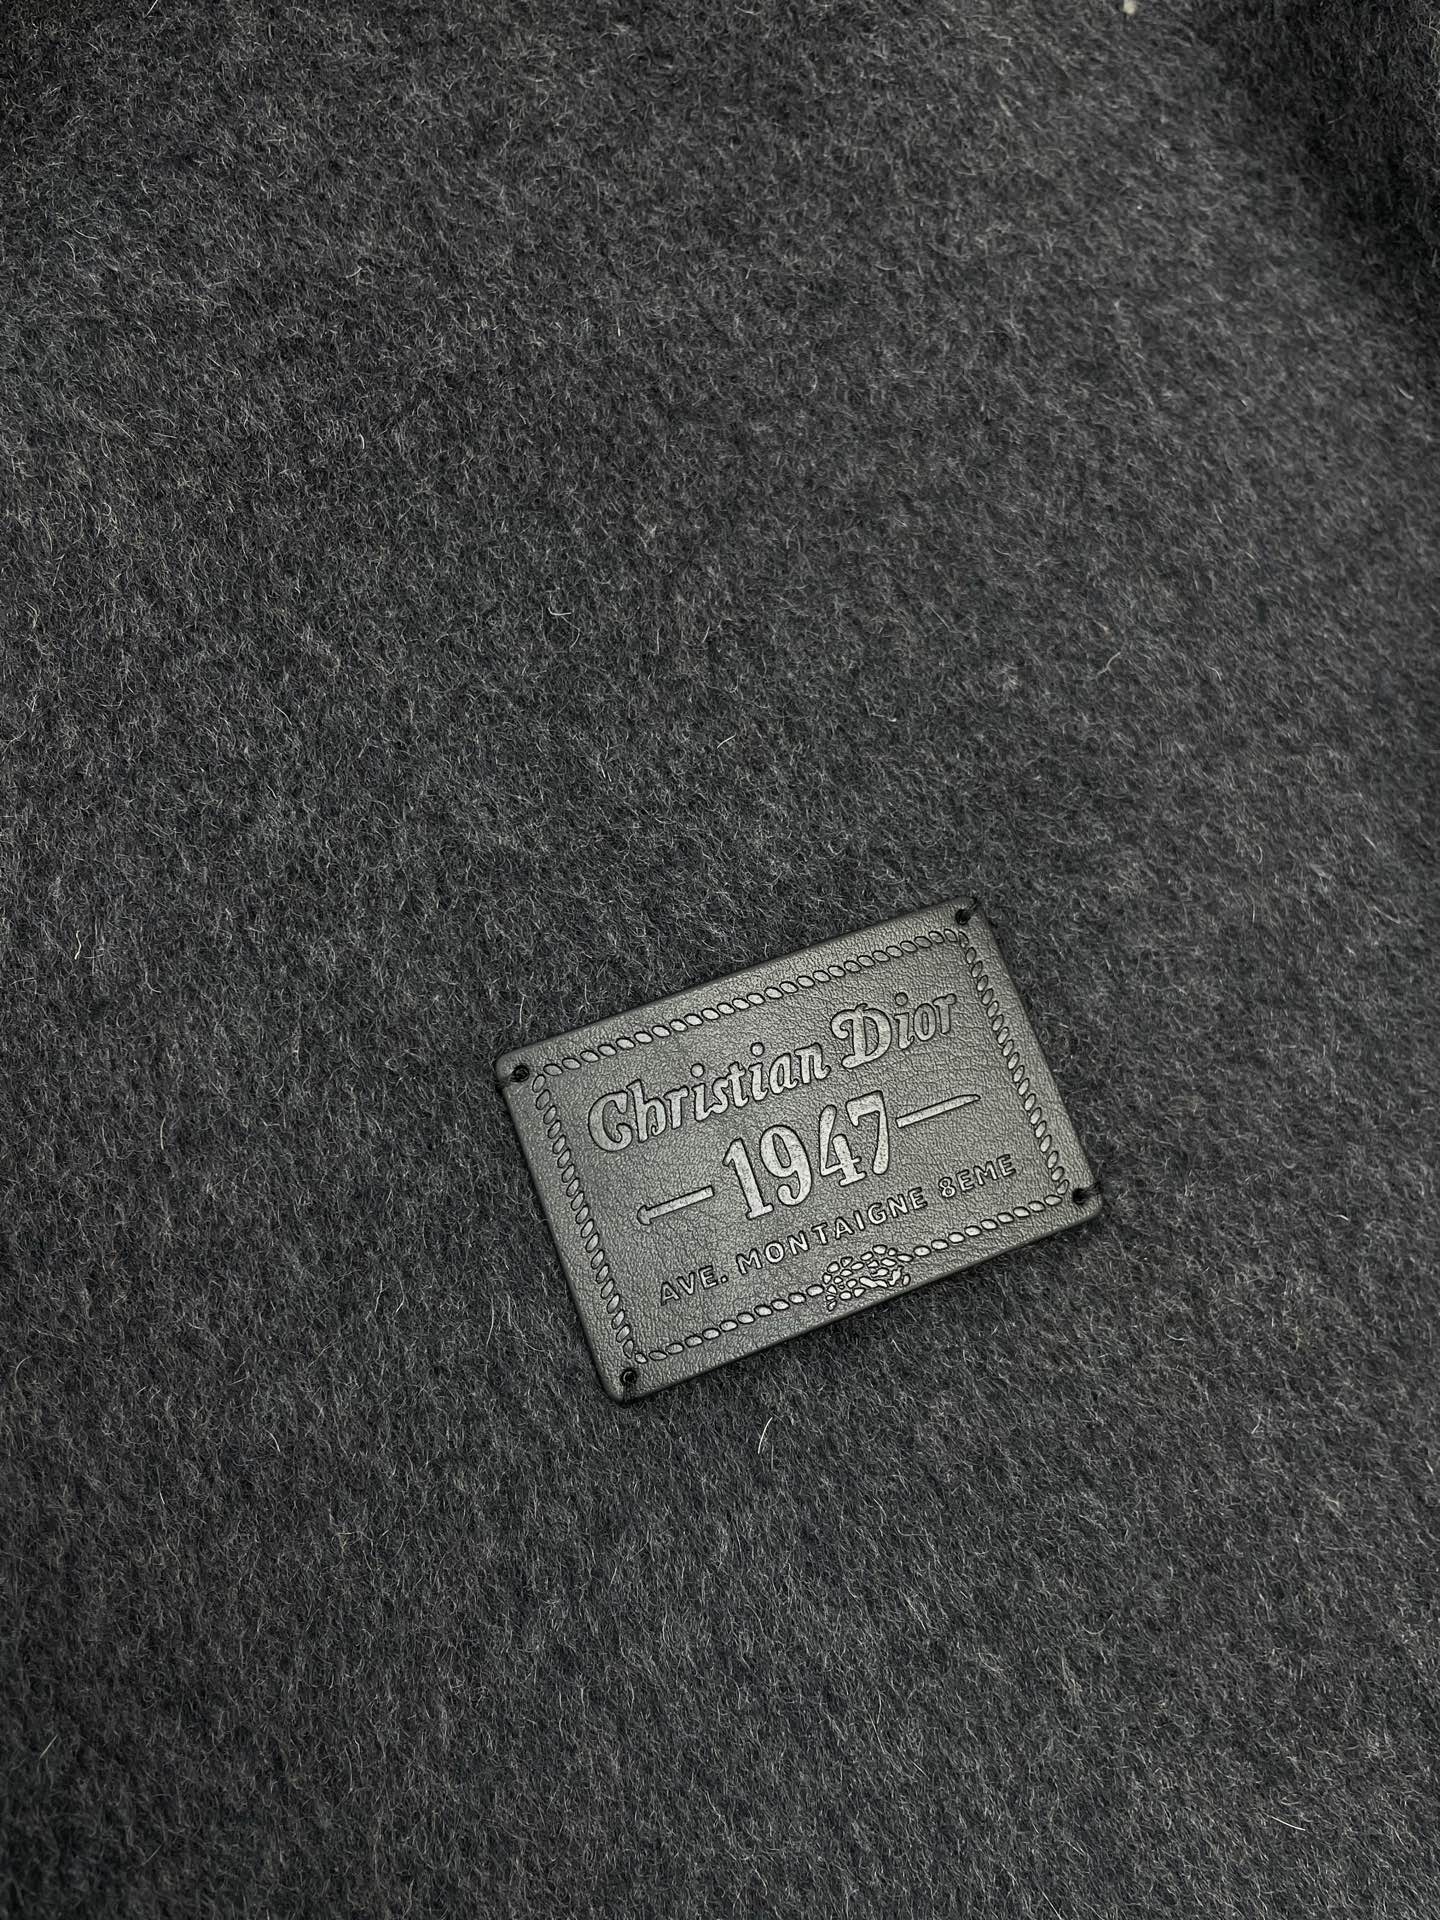 Christian Dior
1947
AVE. MONTAIGNE 8EME